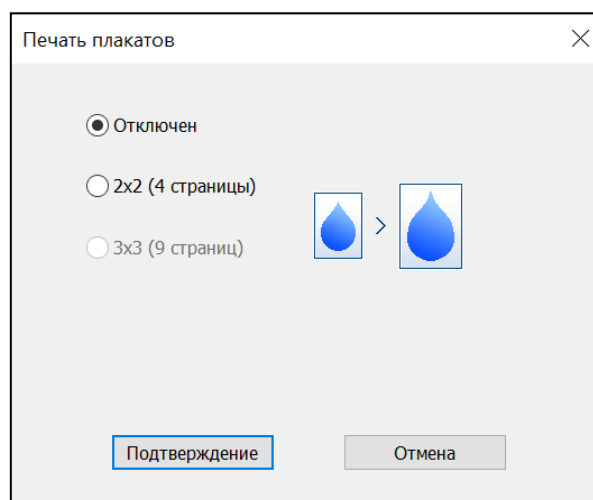 Печать плакатов
Отключен
2x2 (4 страницы)
3x3 (9 страниц)
Подтверждение
Отмена